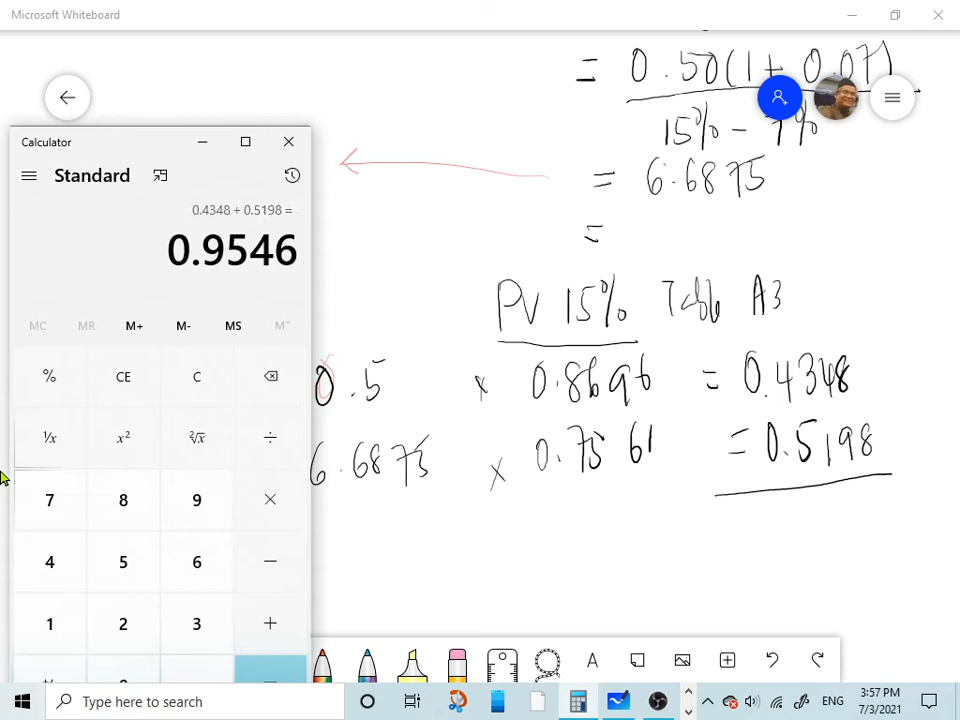 Microsoft Whiteboard
= 0.50(1 + 0.07)
15% - 7%
= 6.6875
=
PV 15% Table A3
0.5 x 0.8696 = 0.4348
6.6875 x 0.7561 = 0.5198
Calculator
Standard
0.4348 + 0.5198 =
0.9546
MC MR M+ M- MS M˅
% CE C
¹/x x² ²√x ÷
7 8 9 ×
4 5 6 −
1 2 3 +
A
Type here to search
ENG
3:57 PM
7/3/2021